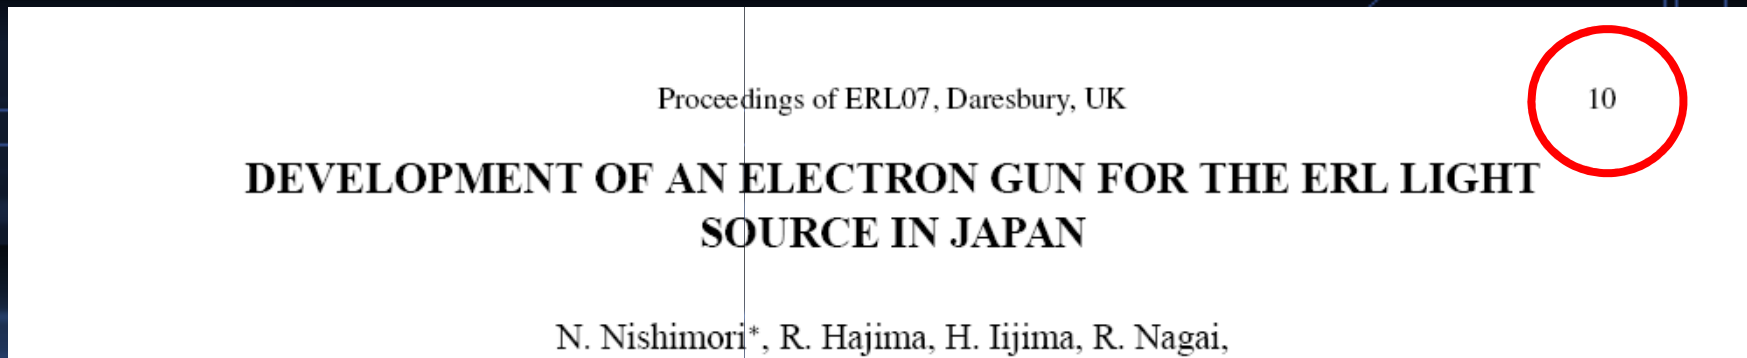 Proceedings of ERL07, Daresbury, UK 10
DEVELOPMENT OF AN ELECTRON GUN FOR THE ERL LIGHT
SOURCE IN JAPAN
N. Nishimori*, R. Hajima, H. Iijima, R. Nagai,